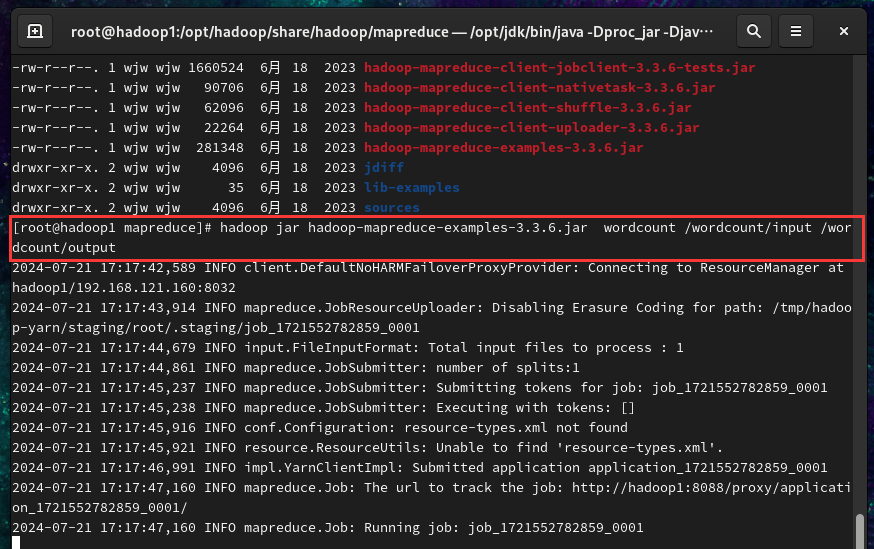 root@hadoop1:/opt/hadoop/share/hadoop/mapreduce — /opt/jdk/bin/java -Dproc_jar -Djav···
-rw-r--r--. 1 wjw wjw 1660524 6月 18 2023 hadoop-mapreduce-client-jobclient-3.3.6-tests.jar
-rw-r--r--. 1 wjw wjw 90706 6月 18 2023 hadoop-mapreduce-client-nativetask-3.3.6.jar
-rw-r--r--. 1 wjw wjw 62096 6月 18 2023 hadoop-mapreduce-client-shuffle-3.3.6.jar
-rw-r--r--. 1 wjw wjw 22264 6月 18 2023 hadoop-mapreduce-client-uploader-3.3.6.jar
-rw-r--r--. 1 wjw wjw 281348 6月 18 2023 hadoop-mapreduce-examples-3.3.6.jar
drwxr-xr-x. 2 wjw wjw 4096 6月 18 2023 jdiff
drwxr-xr-x. 2 wjw wjw 35 6月 18 2023 lib-examples
drwxr-xr-x. 2 wjw wjw 4096 6月 18 2023 sources
[root@hadoop1 mapreduce]# hadoop jar hadoop-mapreduce-examples-3.3.6.jar  wordcount /wordcount/input /wor
dcount/output
2024-07-21 17:17:42,589 INFO client.DefaultNoHARMFailoverProxyProvider: Connecting to ResourceManager at
hadoop1/192.168.121.160:8032
2024-07-21 17:17:43,914 INFO mapreduce.JobResourceUploader: Disabling Erasure Coding for path: /tmp/hadoo
p-yarn/staging/root/.staging/job_1721552782859_0001
2024-07-21 17:17:44,679 INFO input.FileInputFormat: Total input files to process : 1
2024-07-21 17:17:44,861 INFO mapreduce.JobSubmitter: number of splits:1
2024-07-21 17:17:45,237 INFO mapreduce.JobSubmitter: Submitting tokens for job: job_1721552782859_0001
2024-07-21 17:17:45,238 INFO mapreduce.JobSubmitter: Executing with tokens: []
2024-07-21 17:17:45,916 INFO conf.Configuration: resource-types.xml not found
2024-07-21 17:17:45,921 INFO resource.ResourceUtils: Unable to find 'resource-types.xml'.
2024-07-21 17:17:46,991 INFO impl.YarnClientImpl: Submitted application application_1721552782859_0001
2024-07-21 17:17:47,160 INFO mapreduce.Job: The url to track the job: http://hadoop1:8088/proxy/applicati
on_1721552782859_0001/
2024-07-21 17:17:47,160 INFO mapreduce.Job: Running job: job_1721552782859_0001